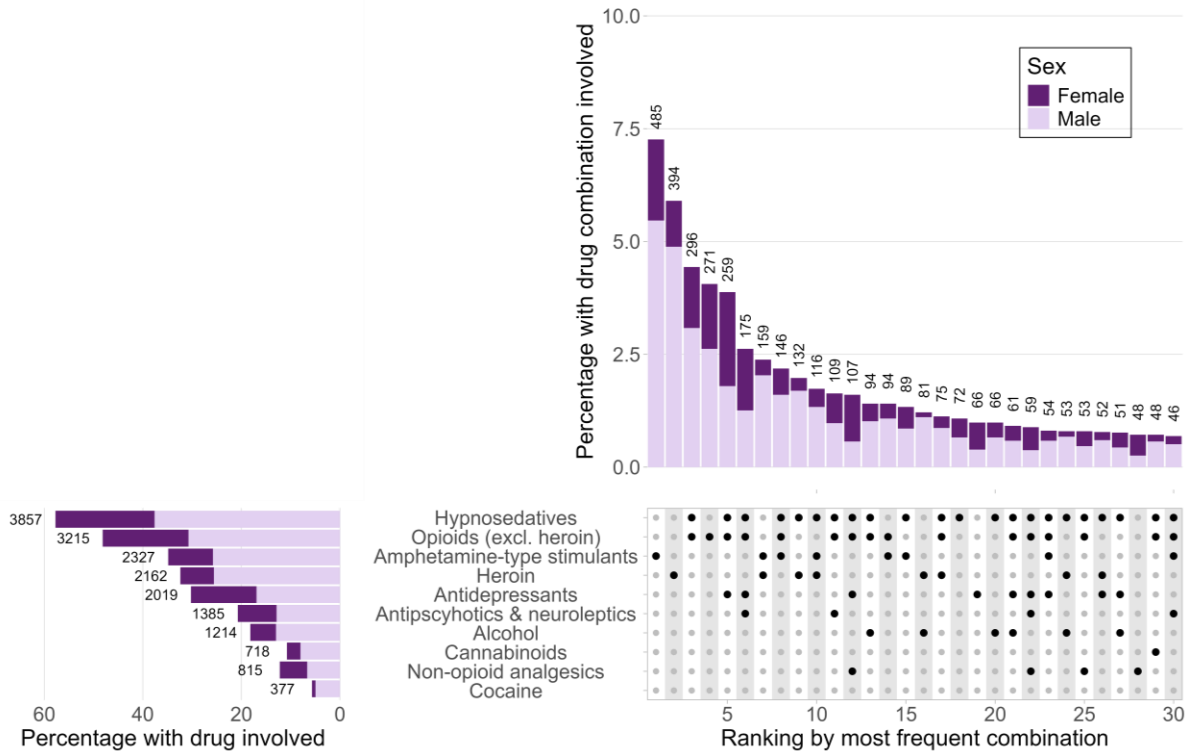 Percentage with drug combination involved
10.0
7.5
5.0
2.5
0.0
Sex
Female
Male
485
394
296
271
259
175
159
146
132
116
109
107
94
94
89
81
75
72
66
66
61
59
54
53
53
52
51
48
48
46
3857
3215
2327
2162
2019
1385
1214
718
815
377
60 40 20 0
Percentage with drug involved
Hypnosedatives
Opioids (excl. heroin)
Amphetamine-type stimulants
Heroin
Antidepressants
Antipscyhotics & neuroleptics
Alcohol
Cannabinoids
Non-opioid analgesics
Cocaine
5 10 15 20 25 30
Ranking by most frequent combination